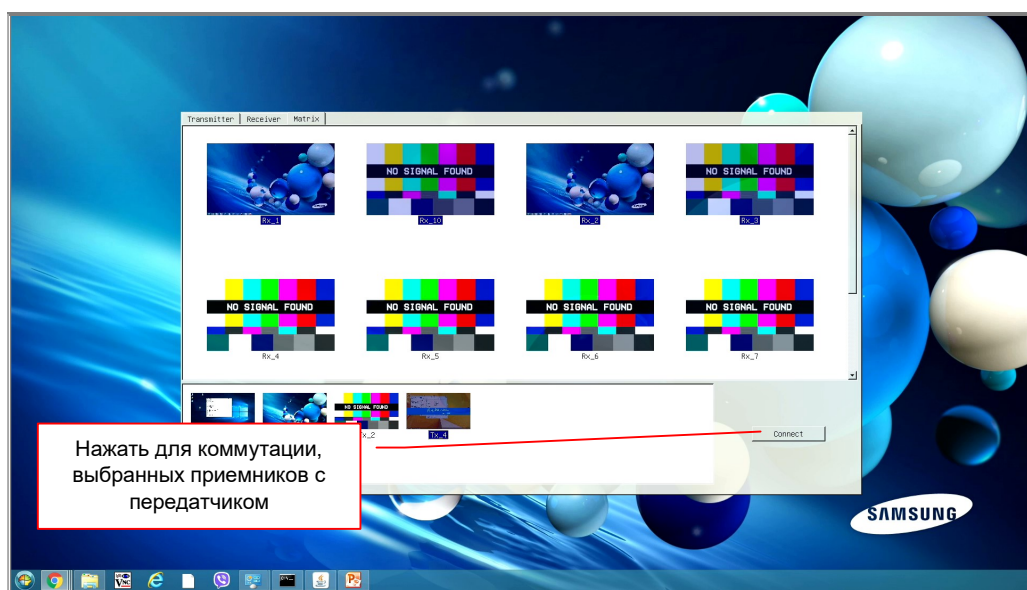 Transmitter Receiver Matrix
NO SIGNAL FOUND NO SIGNAL FOUND
Rx_1 Rx_10 Rx_2 Rx_3
NO SIGNAL FOUND NO SIGNAL FOUND NO SIGNAL FOUND NO SIGNAL FOUND
Rx_4 Rx_5 Rx_6 Rx_7
NO SIGNAL FOUND
x_2 Tx_4
Connect
Нажать для коммутации,
выбранных приемников с
передатчиком
SAMSUNG
VNC